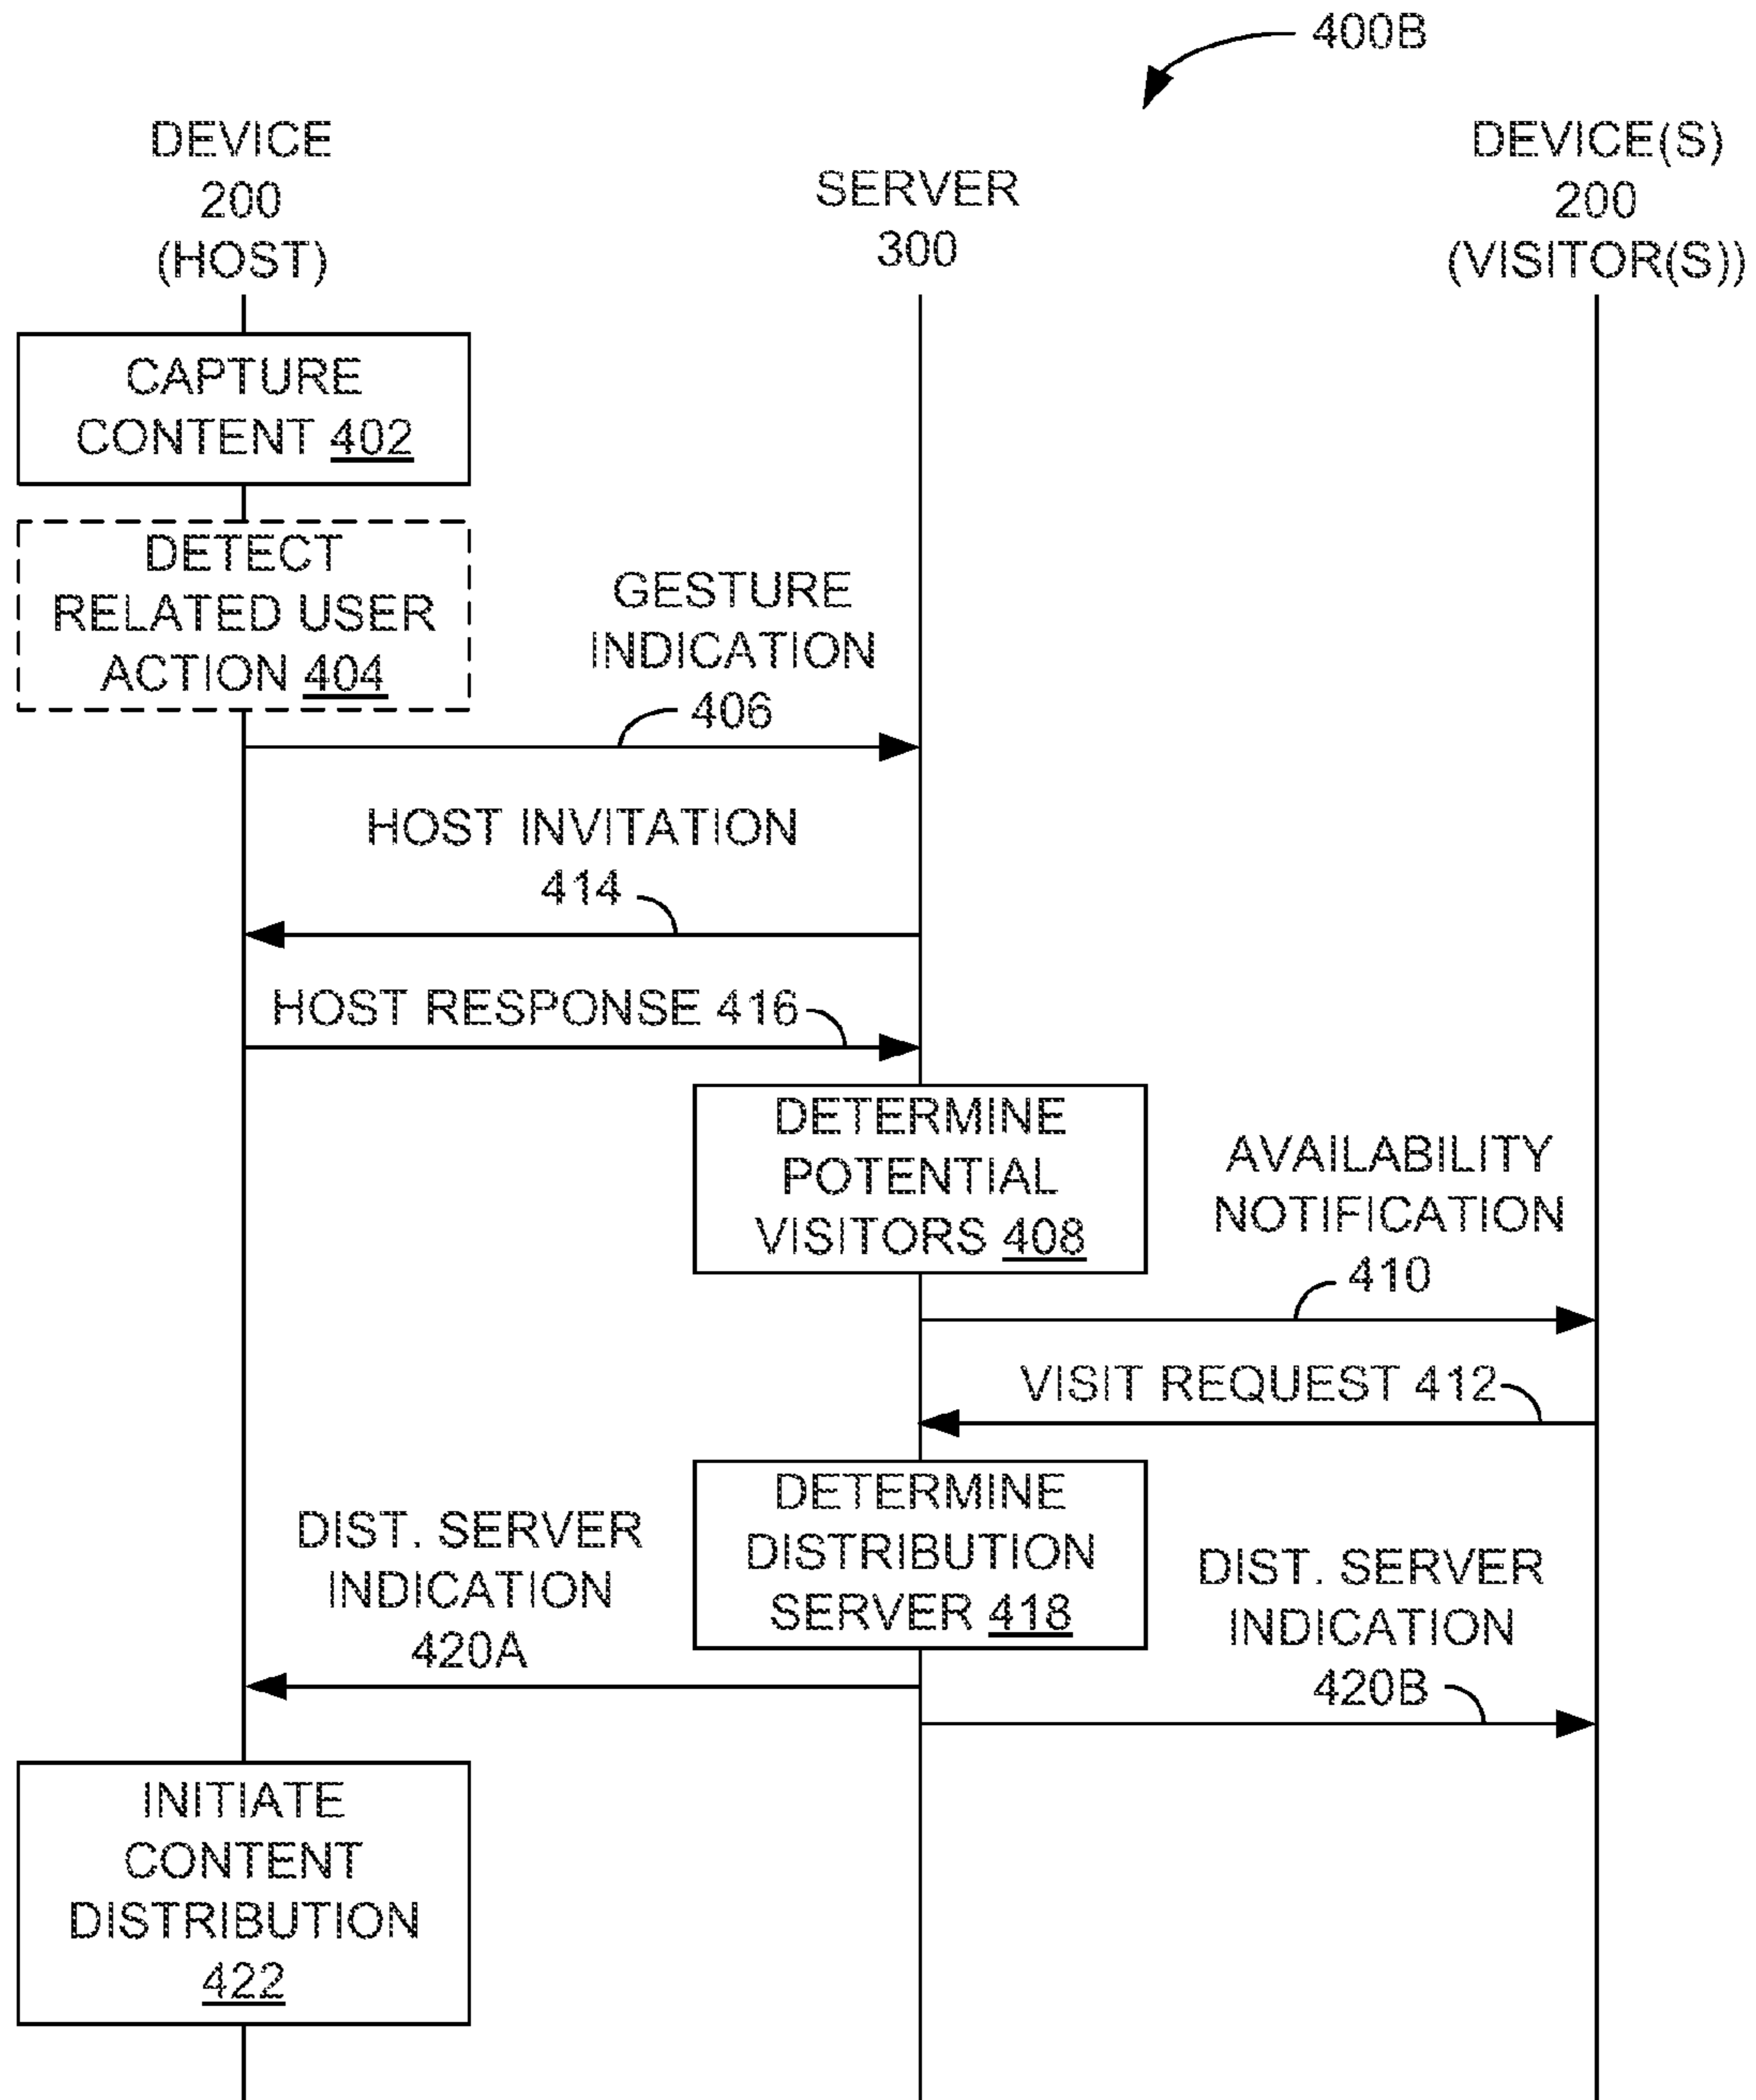 400B
DEVICE
200
(HOST)
SERVER
300
DEVICE(S)
200
(VISITOR(S))
CAPTURE
CONTENT 402
DETECT
RELATED USER
ACTION 404
GESTURE
INDICATION
406
HOST INVITATION
414
HOST RESPONSE 416
DETERMINE
POTENTIAL
VISITORS 408
AVAILABILITY
NOTIFICATION
410
VISIT REQUEST 412
DETERMINE
DISTRIBUTION
SERVER 418
DIST. SERVER
INDICATION
420A
DIST. SERVER
INDICATION
420B
INITIATE
CONTENT
DISTRIBUTION
422